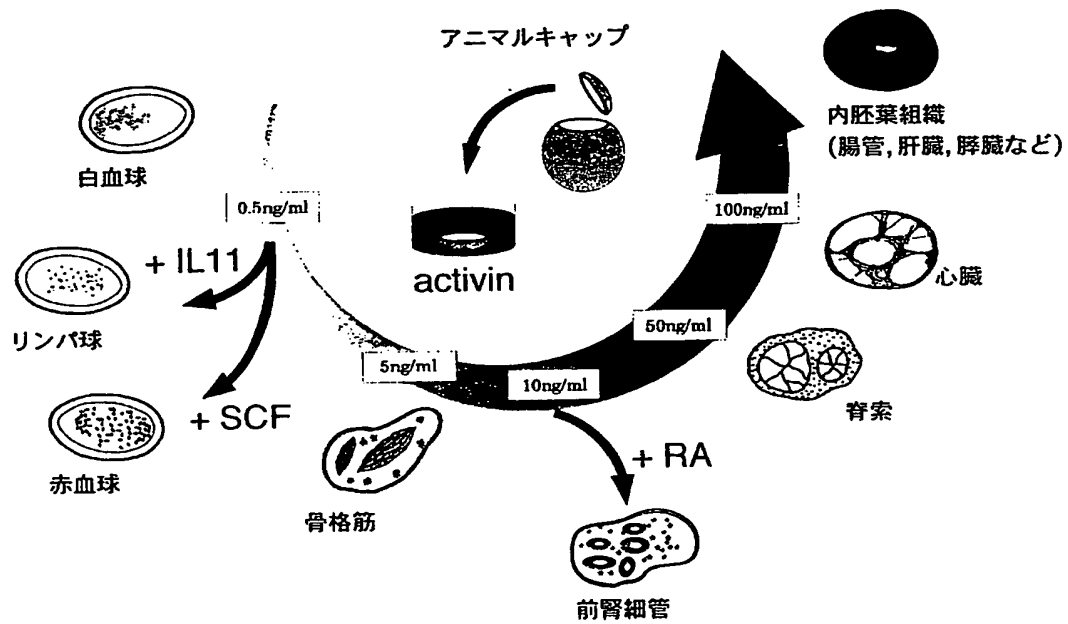 アニマルキャップ
内胚葉組織
(腸管, 肝臓, 膵臓など)
白血球
0.5ng/ml
100ng/ml
+ IL11
activin
心臓
リンパ球
50ng/ml
5ng/ml
10ng/ml
脊索
+ SCF
赤血球
+ RA
骨格筋
前腎細管